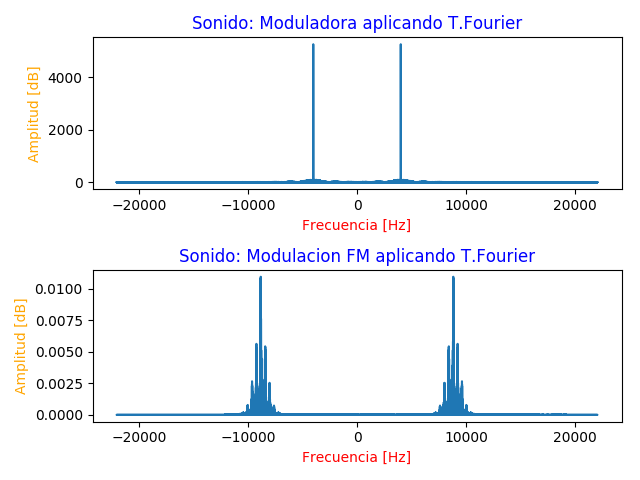 Sonido: Moduladora aplicando T.Fourier
Amplitud [dB]
4000
2000
0
−20000 −10000 0 10000 20000
Frecuencia [Hz]
Sonido: Modulacion FM aplicando T.Fourier
Amplitud [dB]
0.0100
0.0075
0.0050
0.0025
0.0000
−20000 −10000 0 10000 20000
Frecuencia [Hz]